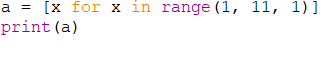 a = [x for x in range(1, 11, 1)]
print(a)